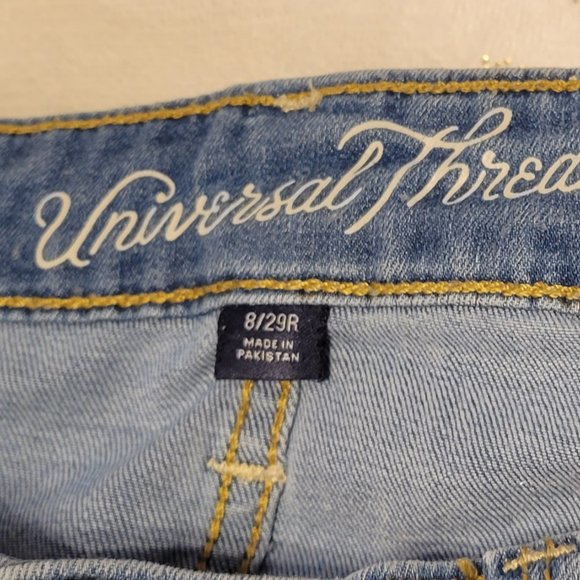 Universal Threa
8/29R
MADE IN
PAKISTAN